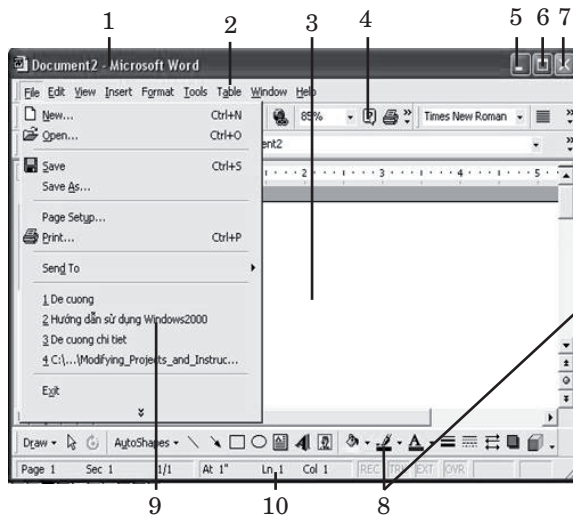 1 2 3 4 5 6 7
Document2 - Microsoft Word
File Edit View Insert Format Tools Table Window Help
New... Ctrl+N
85% Times New Roman
Open... Ctrl+O
ent2
Save Ctrl+S
2 3 4 5
Save As...
Page Setup...
Print... Ctrl+P
Send To
1 De cuong
2 Hướng dẫn sử dụng Windows2000
3 De cuong chi tiet
4 C:\...\Modifying_Projects_and_Instruc...
Exit
Draw AutoShapes
Page 1 Sec 1 1/1 At 1" Ln 1 Col 1 REC TRK EXT OVR
9 10 8